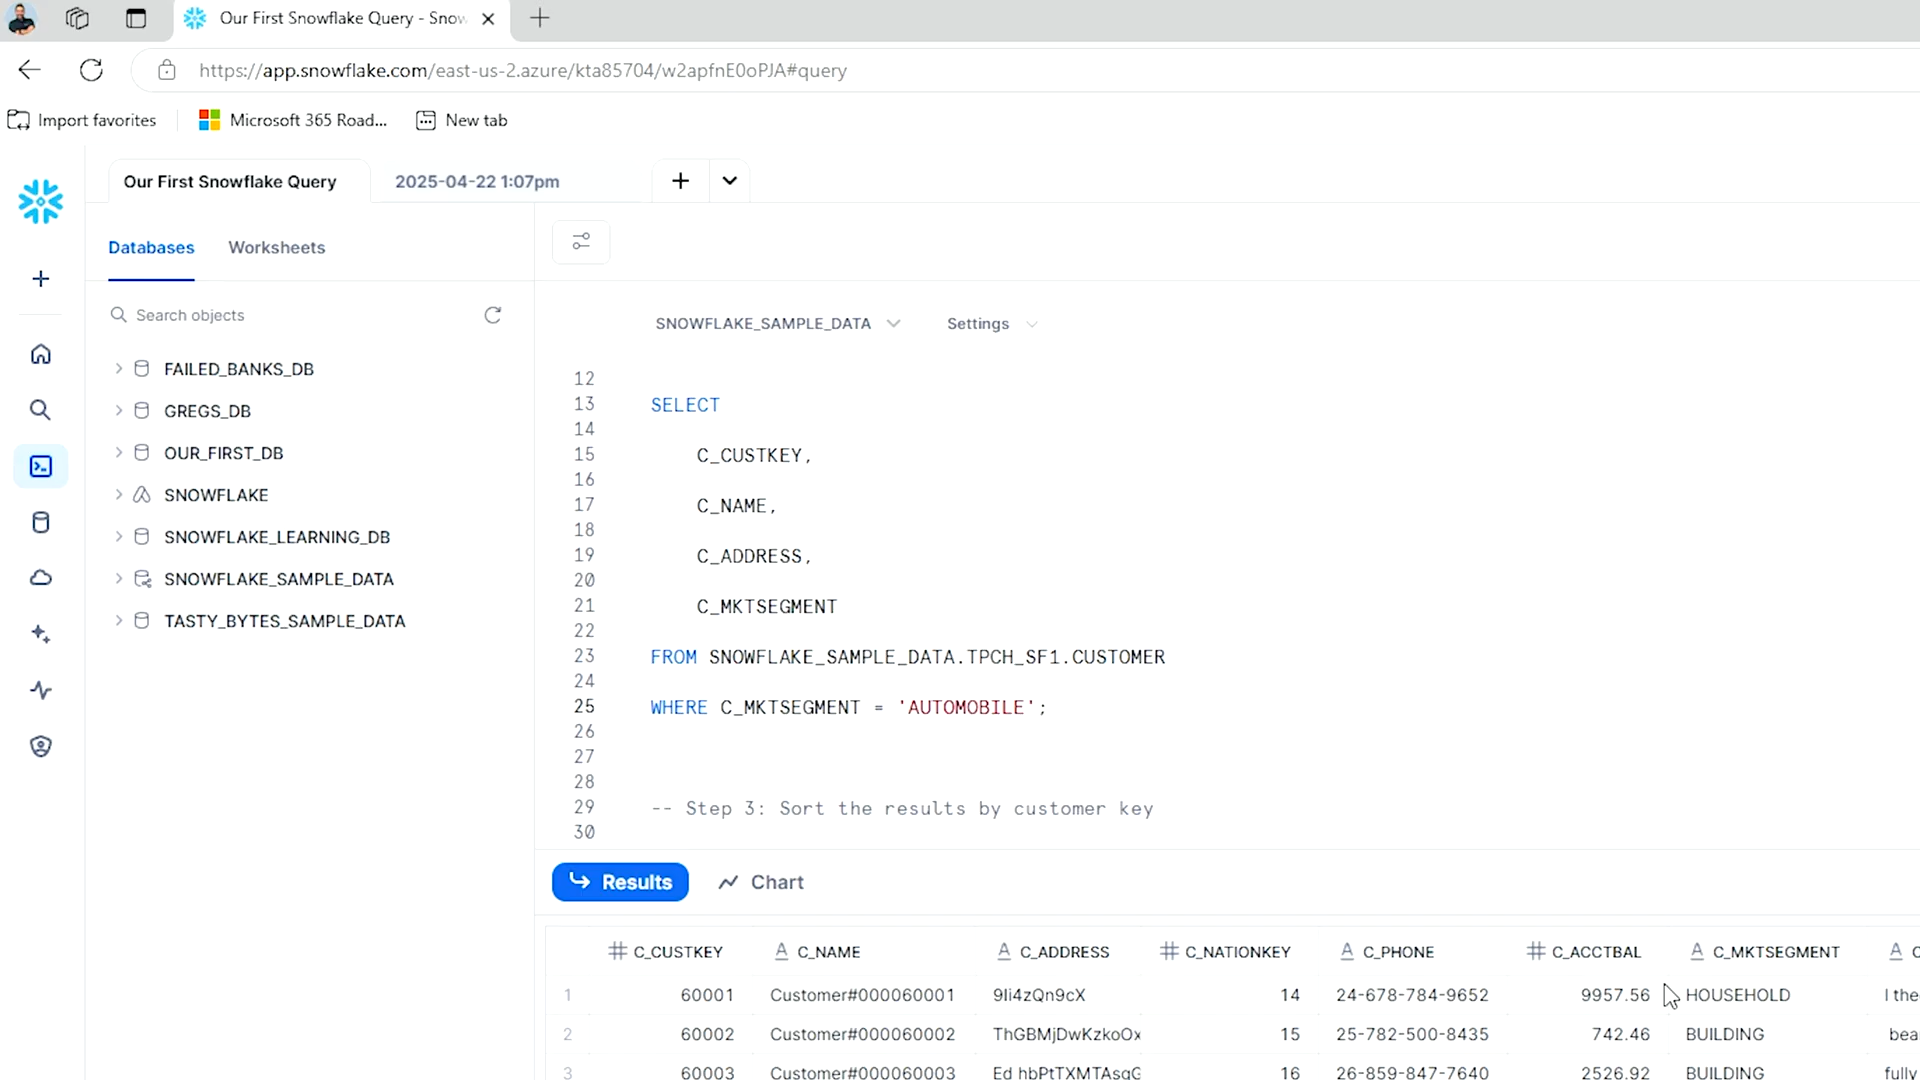 Our First Snowflake Query - Snow
https://app.snowflake.com/east-us-2.azure/kta85704/w2apfnE0oPJA#query
Import favorites
Microsoft 365 Road...
New tab
Our First Snowflake Query
2025-04-22 1:07pm
Databases
Worksheets
Search objects
FAILED_BANKS_DB
GREGS_DB
OUR_FIRST_DB
SNOWFLAKE
SNOWFLAKE_LEARNING_DB
SNOWFLAKE_SAMPLE_DATA
TASTY_BYTES_SAMPLE_DATA
SNOWFLAKE_SAMPLE_DATA Settings
12
13 SELECT
14
15 C_CUSTKEY,
16
17 C_NAME,
18
19 C_ADDRESS,
20
21 C_MKTSEGMENT
22
23 FROM SNOWFLAKE_SAMPLE_DATA.TPCH_SF1.CUSTOMER
24
25 WHERE C_MKTSEGMENT = 'AUTOMOBILE';
26
27
28
29 -- Step 3: Sort the results by customer key
30
Results Chart
C_CUSTKEY C_NAME C_ADDRESS C_NATIONKEY C_PHONE C_ACCTBAL C_MKTSEGMENT
1 60001 Customer#000060001 9Ii4zQn9cX 14 24-678-784-9652 9957.56 HOUSEHOLD l the
2 60002 Customer#000060002 ThGBMjDwKzkoOx 15 25-782-500-8435 742.46 BUILDING bea
3 60003 Customer#000060003 Ed hbPtTXMTAsgG 16 26-859-847-7640 2526.92 BUILDING fully